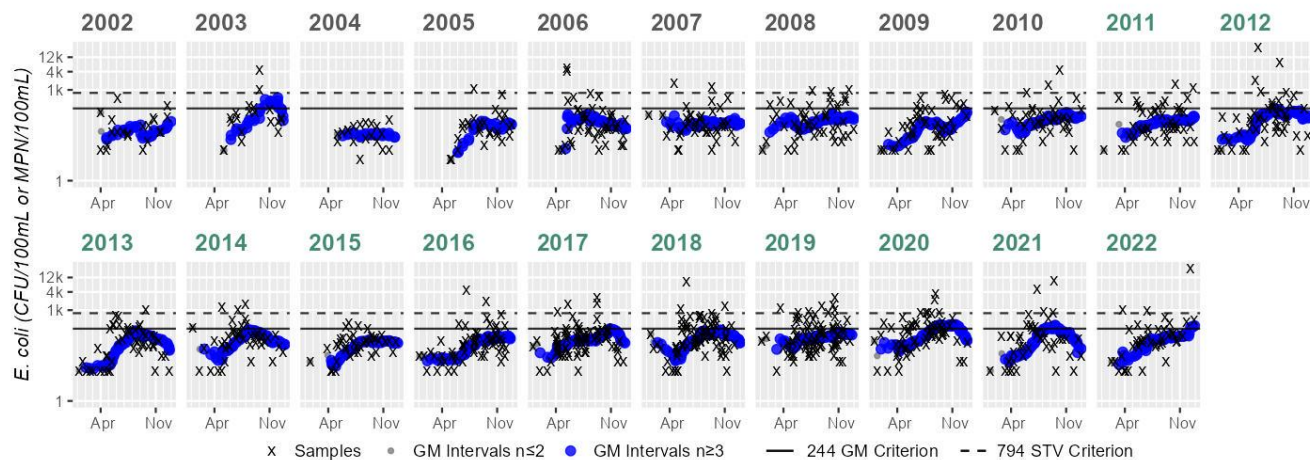 2002 2003 2004 2005 2006 2007 2008 2009 2010 2011 2012
E. coli (CFU/100mL or MPN/100mL)
12k
4k
1k
1
Apr Nov Apr Nov Apr Nov Apr Nov Apr Nov Apr Nov Apr Nov Apr Nov Apr Nov Apr Nov Apr Nov
2013 2014 2015 2016 2017 2018 2019 2020 2021 2022
12k
4k
1k
1
Apr Nov Apr Nov Apr Nov Apr Nov Apr Nov Apr Nov Apr Nov Apr Nov Apr Nov Apr Nov
x Samples GM Intervals n≤2 GM Intervals n≥3 244 GM Criterion 794 STV Criterion